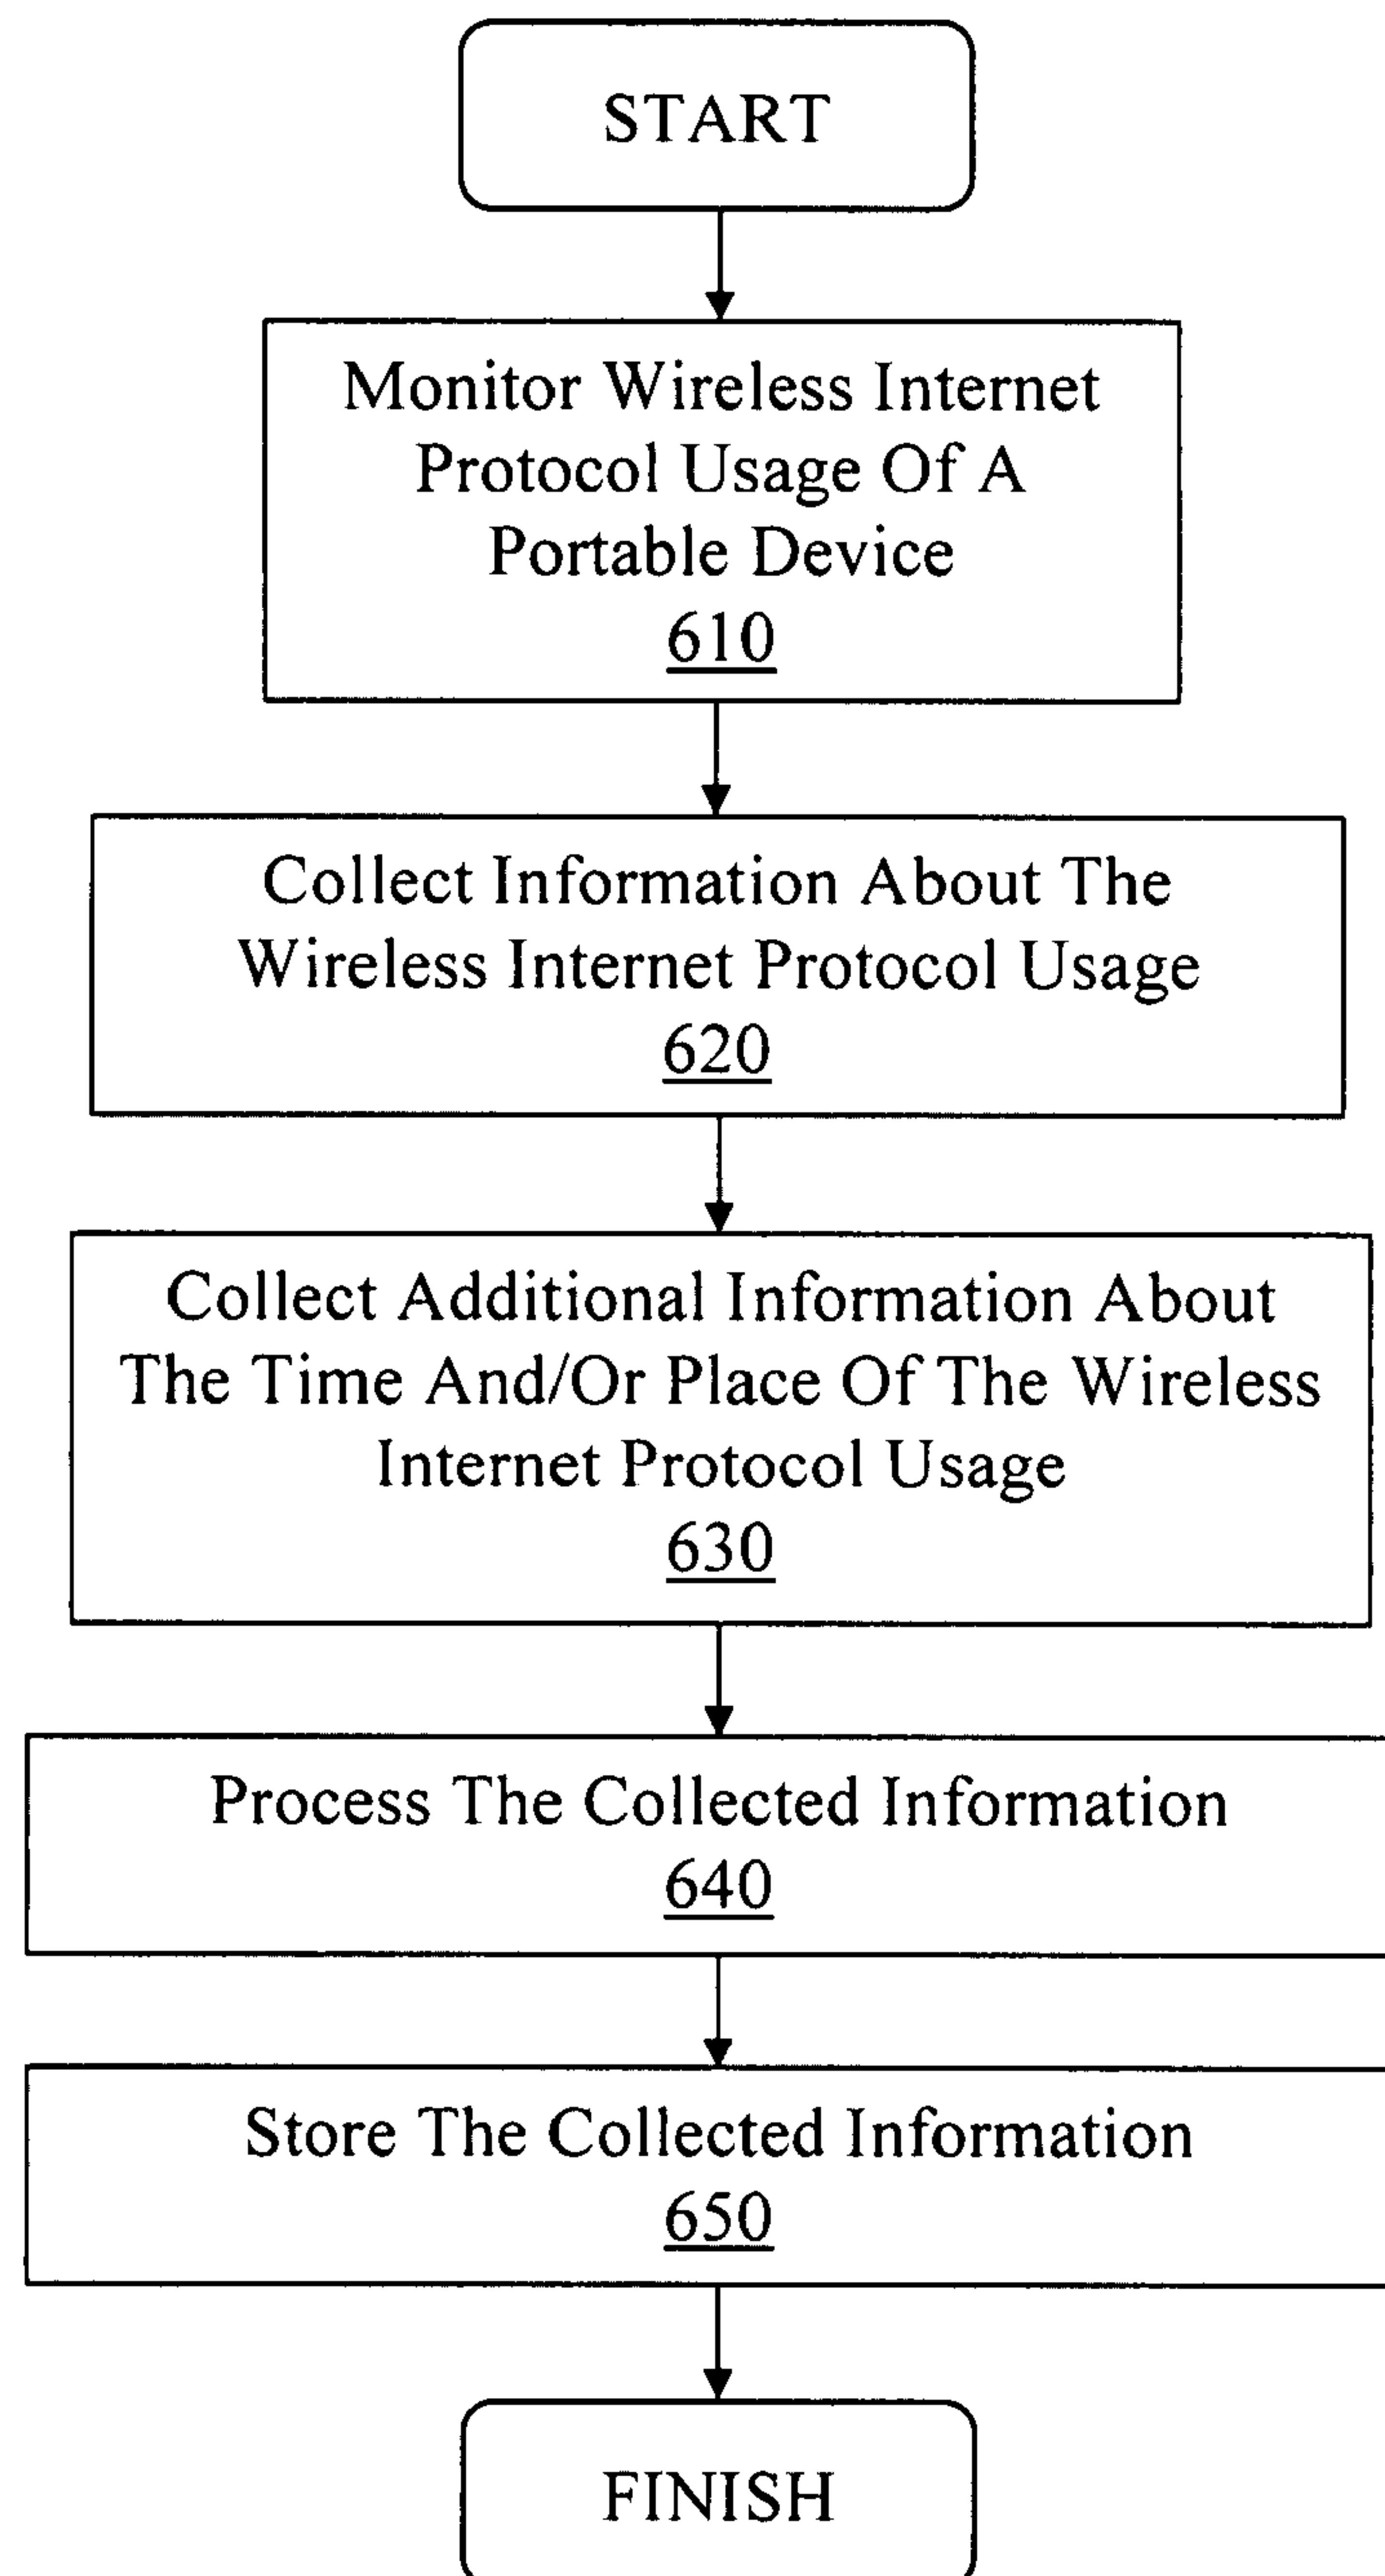 START
Monitor Wireless Internet
Protocol Usage Of A
Portable Device
610
Collect Information About The
Wireless Internet Protocol Usage
620
Collect Additional Information About
The Time And/Or Place Of The Wireless
Internet Protocol Usage
630
Process The Collected Information
640
Store The Collected Information
650
FINISH